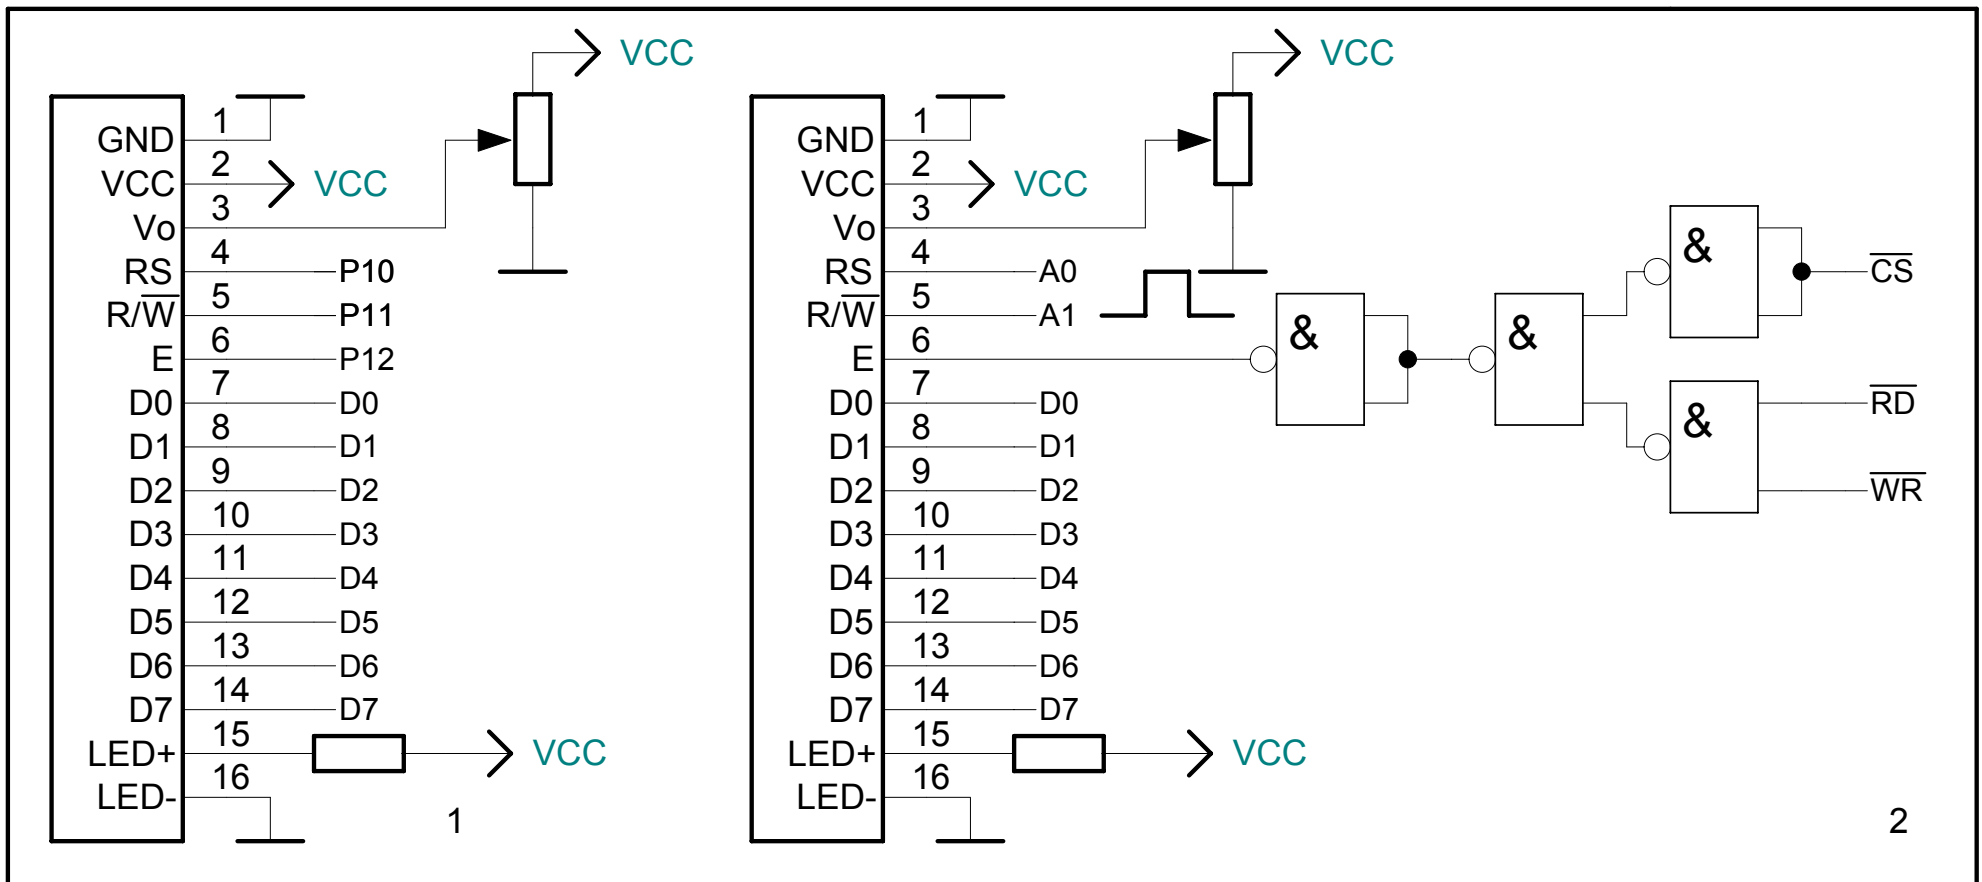 VCC
GND 1
VCC 2 VCC
Vo 3
RS 4 P10
R/W̅ 5 P11
E 6 P12
D0 7 D0
D1 8 D1
D2 9 D2
D3 10 D3
D4 11 D4
D5 12 D5
D6 13 D6
D7 14 D7
LED+ 15 VCC
LED- 16
1
VCC
GND 1
VCC 2 VCC
Vo 3
RS 4 A0
R/W̅ 5 A1
E 6
D0 7 D0
D1 8 D1
D2 9 D2
D3 10 D3
D4 11 D4
D5 12 D5
D6 13 D6
D7 14 D7
LED+ 15 VCC
LED- 16
& C̅S̅
& &
& R̅D̅
W̅R̅
2